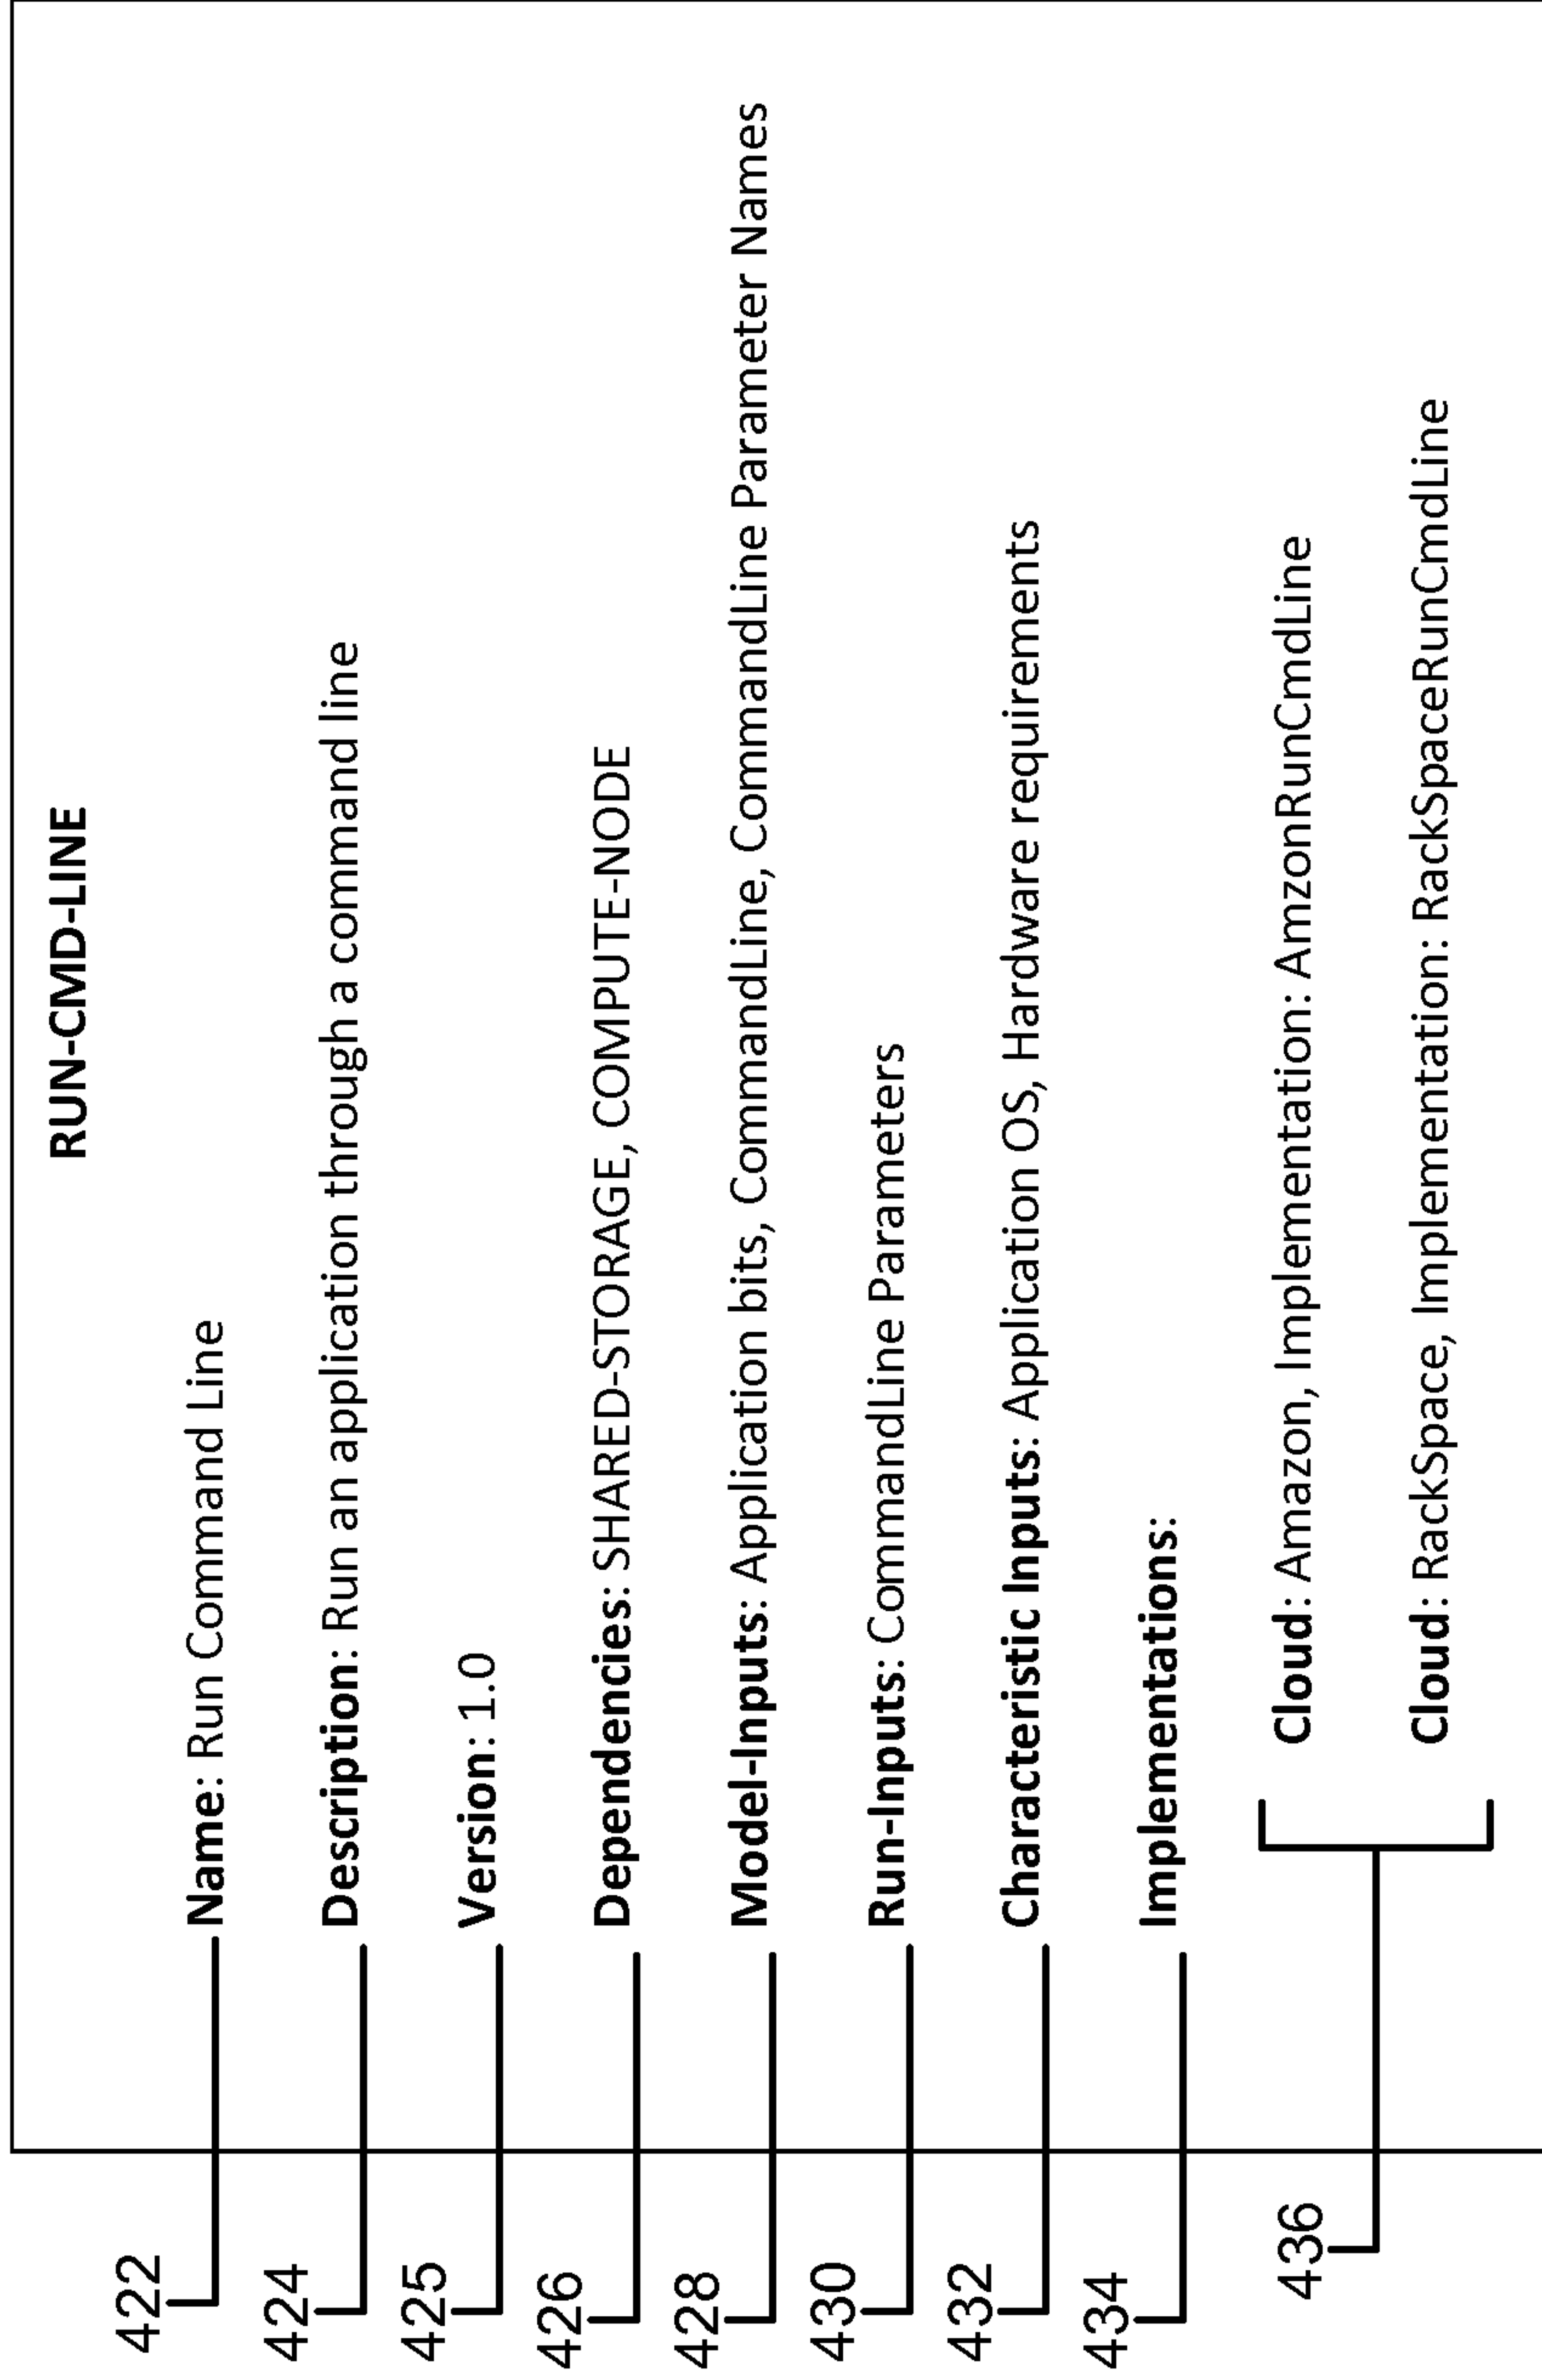 RUN-CMD-LINE
422 Name: Run Command Line
424 Description: Run an application through a command line
425 Version: 1.0
426 Dependencies: SHARED-STORAGE, COMPUTE-NODE
428 Model-Inputs: Application bits, CommandLine, CommandLine Parameter Names
430 Run-Inputs: CommandLine Parameters
432 Characteristic Inputs: Application OS, Hardware requirements
434 Implementations:
436 Cloud: Amazon, Implementation: AmzonRunCmdLine
Cloud: RackSpace, Implementation: RackSpaceRunCmdLine